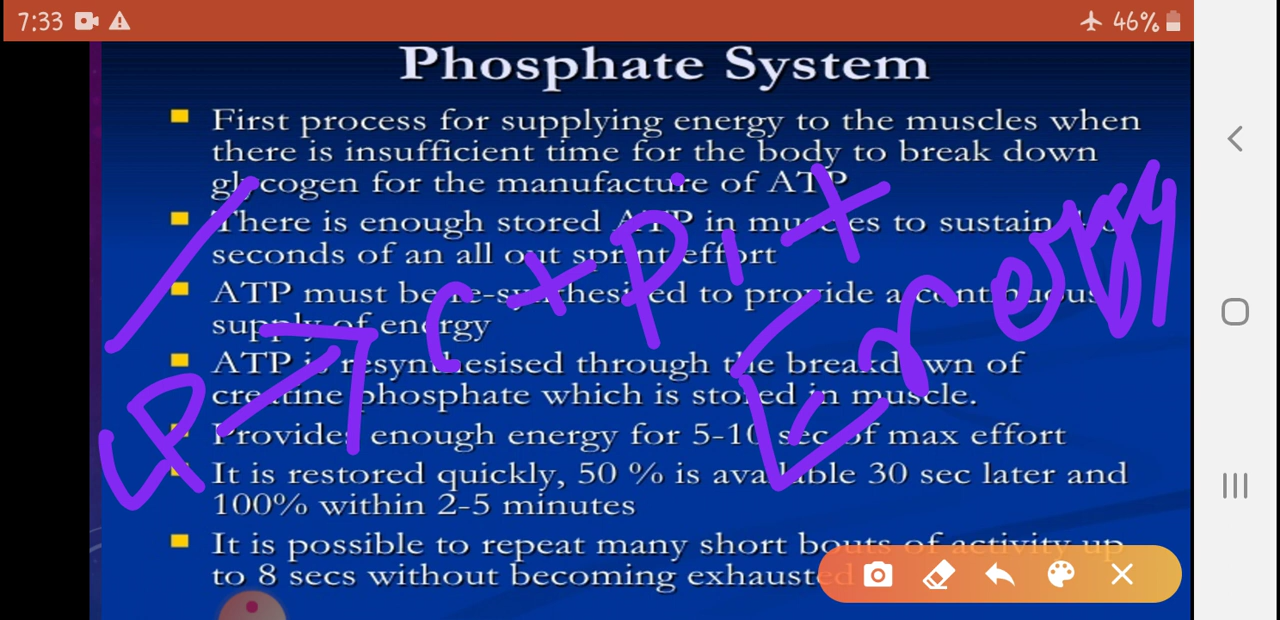 7:33
46%
Phosphate System
First process for supplying energy to the muscles when
there is insufficient time for the body to break down
glycogen for the manufacture of ATP
There is enough stored ATP in muscles to sustain
seconds of an all out sprint effort
ATP must be re-synthesised to provide a continuous
supply of energy
ATP is resynthesised through the breakdown of
creatine phosphate which is stored in muscle.
Provides enough energy for 5-10 sec of max effort
It is restored quickly, 50 % is available 30 sec later and
100% within 2-5 minutes
It is possible to repeat many short bouts of activity up
to 8 secs without becoming exhausted
CP → C + Pi + Energy